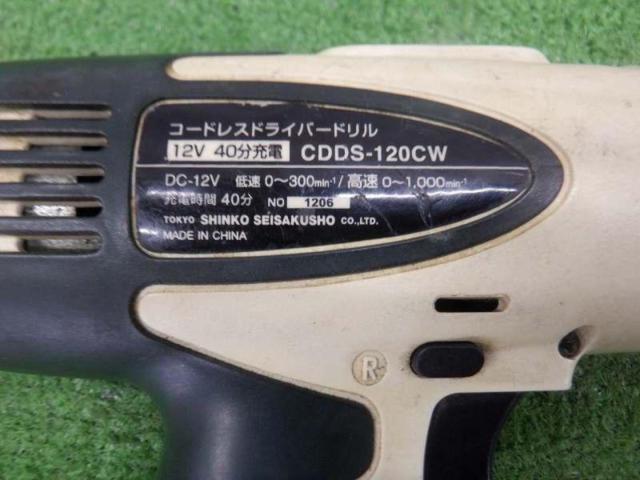 コードレスドライバードリル
12V 40分充電 CDDS-120CW
DC-12V 低速 0～300min⁻¹/高速 0～1,000min⁻¹
充電時間 40分 NO 1206
TOKYO SHINKO SEISAKUSHO CO.,LTD.
MADE IN CHINA
R